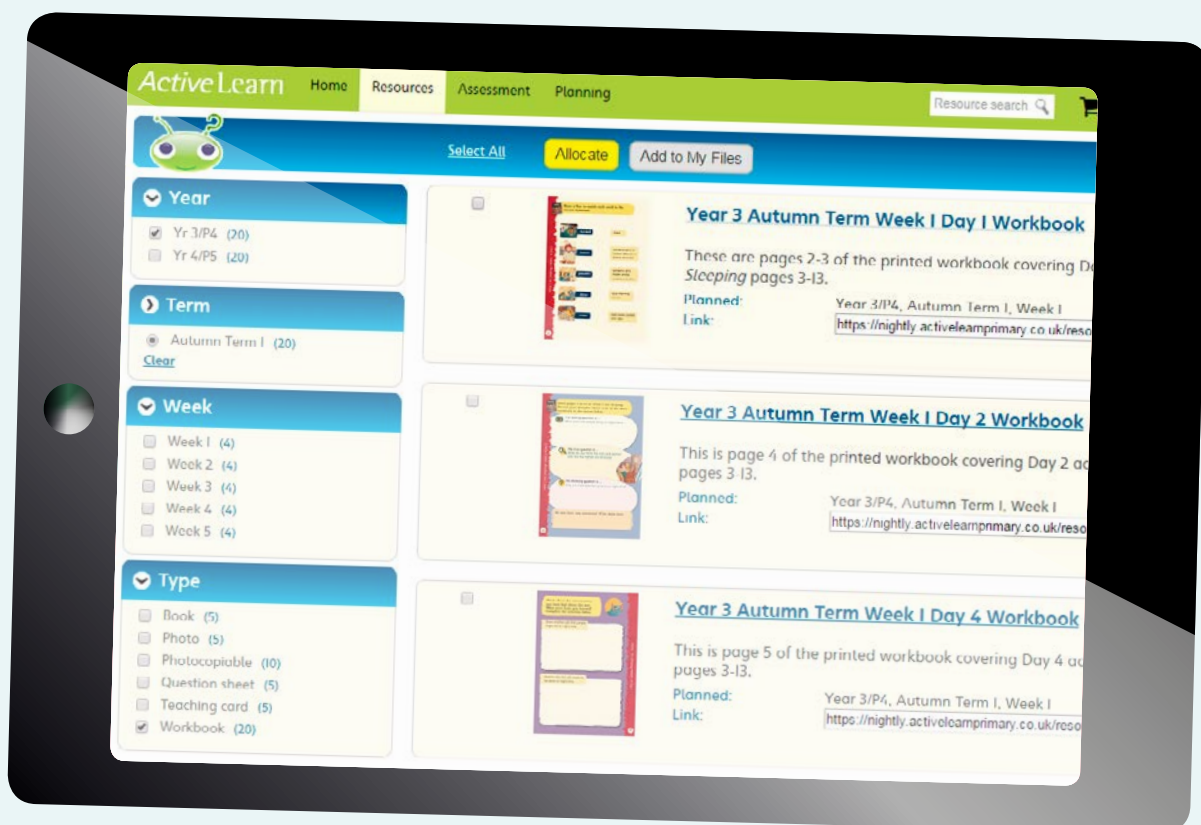 ActiveLearn
Home
Resources
Assessment
Planning
Resource search
Select All
Allocate
Add to My Files
Year
Yr 3/P4 (20)
Yr 4/P5 (20)
Term
Autumn Term 1 (20)
Clear
Week
Week 1 (4)
Week 2 (4)
Week 3 (4)
Week 4 (4)
Week 5 (4)
Type
Book (5)
Photo (5)
Photocopiable (10)
Question sheet (5)
Teaching card (5)
Workbook (20)
Year 3 Autumn Term Week 1 Day 1 Workbook
These are pages 2-3 of the printed workbook covering
Sleeping pages 3-13.
Planned: Year 3/P4, Autumn Term 1, Week 1
Link: https://nightly.activelearnprimary.co.uk/reso
Year 3 Autumn Term Week 1 Day 2 Workbook
This is page 4 of the printed workbook covering Day 2 ac
pages 3-13.
Planned: Year 3/P4, Autumn Term 1, Week 1
Link: https://nightly.activelearnprimary.co.uk/reso
Year 3 Autumn Term Week 1 Day 4 Workbook
This is page 5 of the printed workbook covering Day 4 ac
pages 3-13.
Planned: Year 3/P4, Autumn Term 1, Week 1
Link: https://nightly.activelearnprimary.co.uk/reso